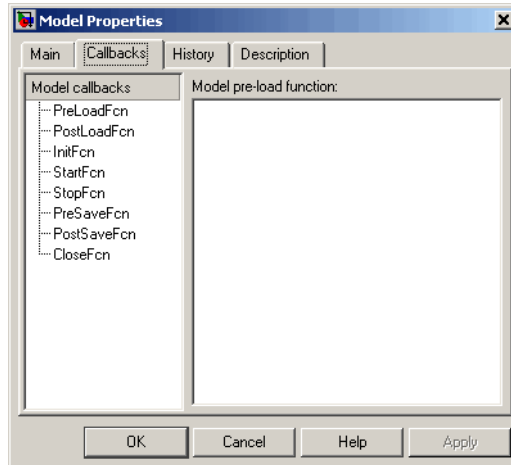 Model Properties
Main Callbacks History Description
Model callbacks
PreLoadFcn
PostLoadFcn
InitFcn
StartFcn
StopFcn
PreSaveFcn
PostSaveFcn
CloseFcn
Model pre-load function:
OK Cancel Help Apply